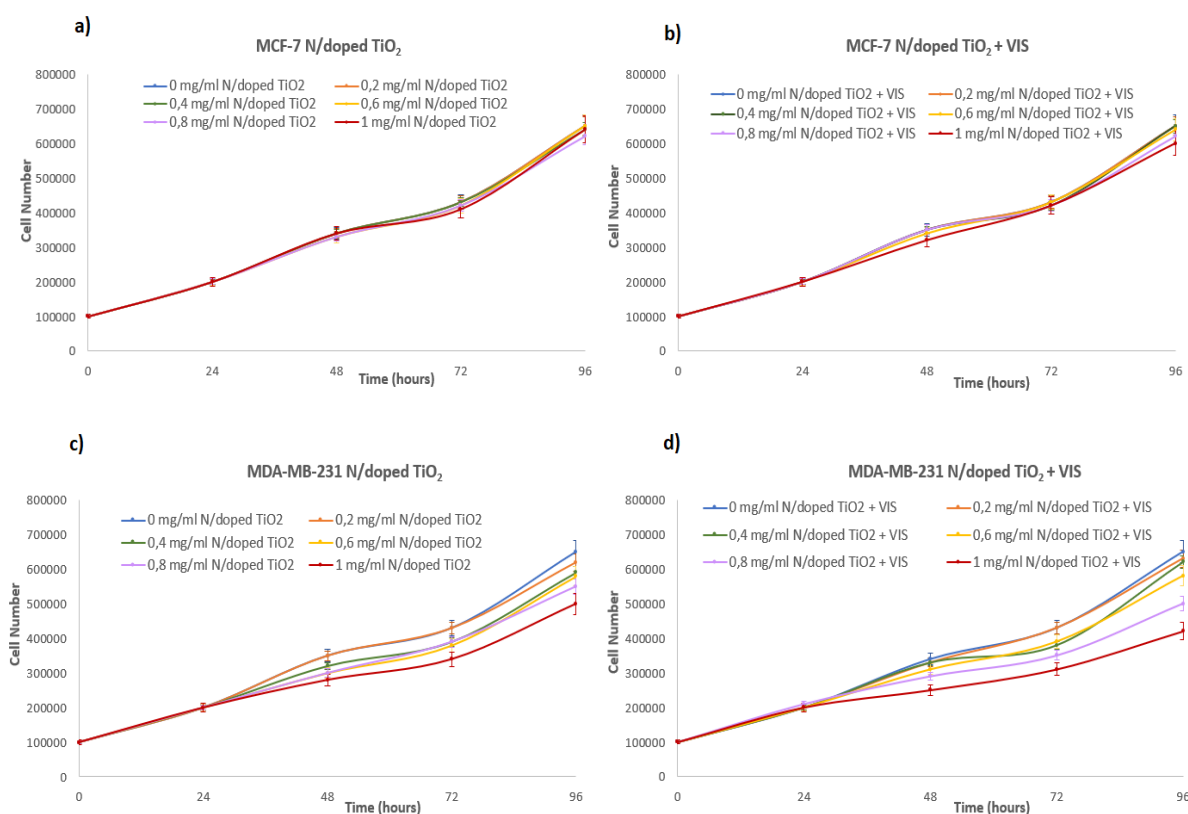 a)
MCF-7 N/doped TiO₂
0 mg/ml N/doped TiO2 0,2 mg/ml N/doped TiO2
0,4 mg/ml N/doped TiO2 0,6 mg/ml N/doped TiO2
0,8 mg/ml N/doped TiO2 1 mg/ml N/doped TiO2
800000
700000
600000
500000
400000
300000
200000
100000
0
Cell Number
0 24 48 72 96
Time (hours)
b)
MCF-7 N/doped TiO₂ + VIS
0 mg/ml N/doped TiO2 + VIS 0,2 mg/ml N/doped TiO2 + VIS
0,4 mg/ml N/doped TiO2 + VIS 0,6 mg/ml N/doped TiO2 + VIS
0,8 mg/ml N/doped TiO2 + VIS 1 mg/ml N/doped TiO2 + VIS
800000
700000
600000
500000
400000
300000
200000
100000
0
Cell Number
0 24 48 72 96
Time (hours)
c)
MDA-MB-231 N/doped TiO₂
0 mg/ml N/doped TiO2 0,2 mg/ml N/doped TiO2
0,4 mg/ml N/doped TiO2 0,6 mg/ml N/doped TiO2
0,8 mg/ml N/doped TiO2 1 mg/ml N/doped TiO2
800000
700000
600000
500000
400000
300000
200000
100000
0
Cell Number
0 24 48 72 96
Time (hours)
d)
MDA-MB-231 N/doped TiO₂ + VIS
0 mg/ml N/doped TiO2 + VIS 0,2 mg/ml N/doped TiO2 + VIS
0,4 mg/ml N/doped TiO2 + VIS 0,6 mg/ml N/doped TiO2 + VIS
0,8 mg/ml N/doped TiO2 + VIS 1 mg/ml N/doped TiO2 + VIS
800000
700000
600000
500000
400000
300000
200000
100000
0
Cell Number
0 24 48 72 96
Time (hours)